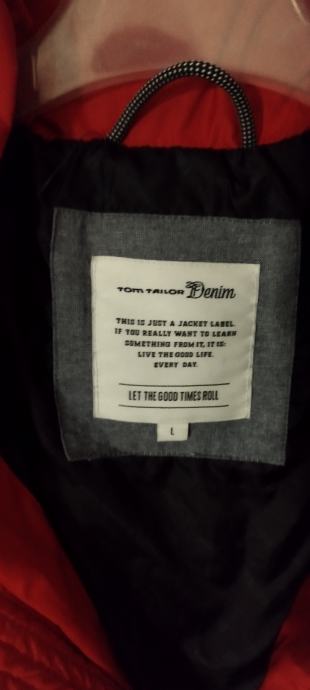 TOM TAILOR Denim
THIS IS JUST A JACKET LABEL.
IF YOU REALLY WANT TO LEARN
SOMETHING FROM IT, IT IS:
LIVE THE GOOD LIFE.
EVERY DAY.
LET THE GOOD TIMES ROLL
L